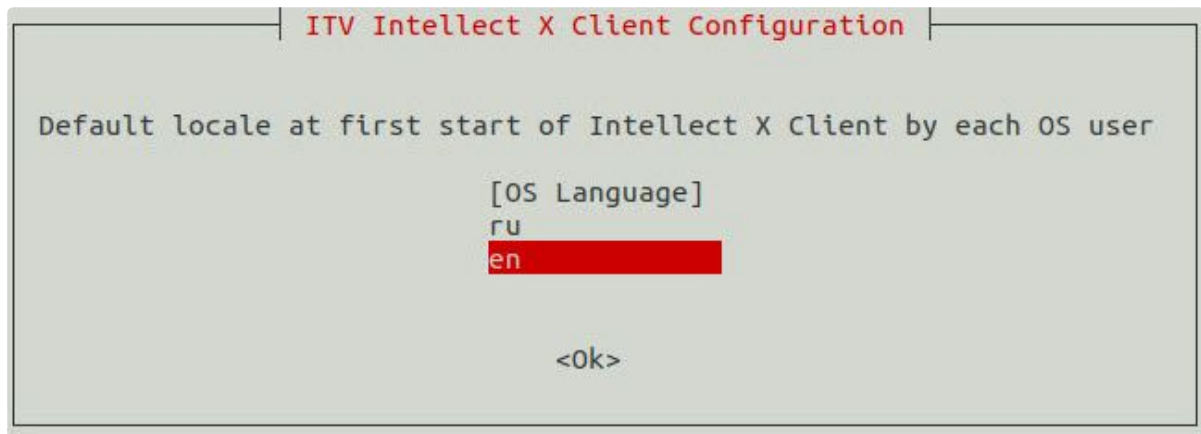 ITV Intellect X Client Configuration
Default locale at first start of Intellect X Client by each OS user
[OS Language]
ru
en
<Ok>